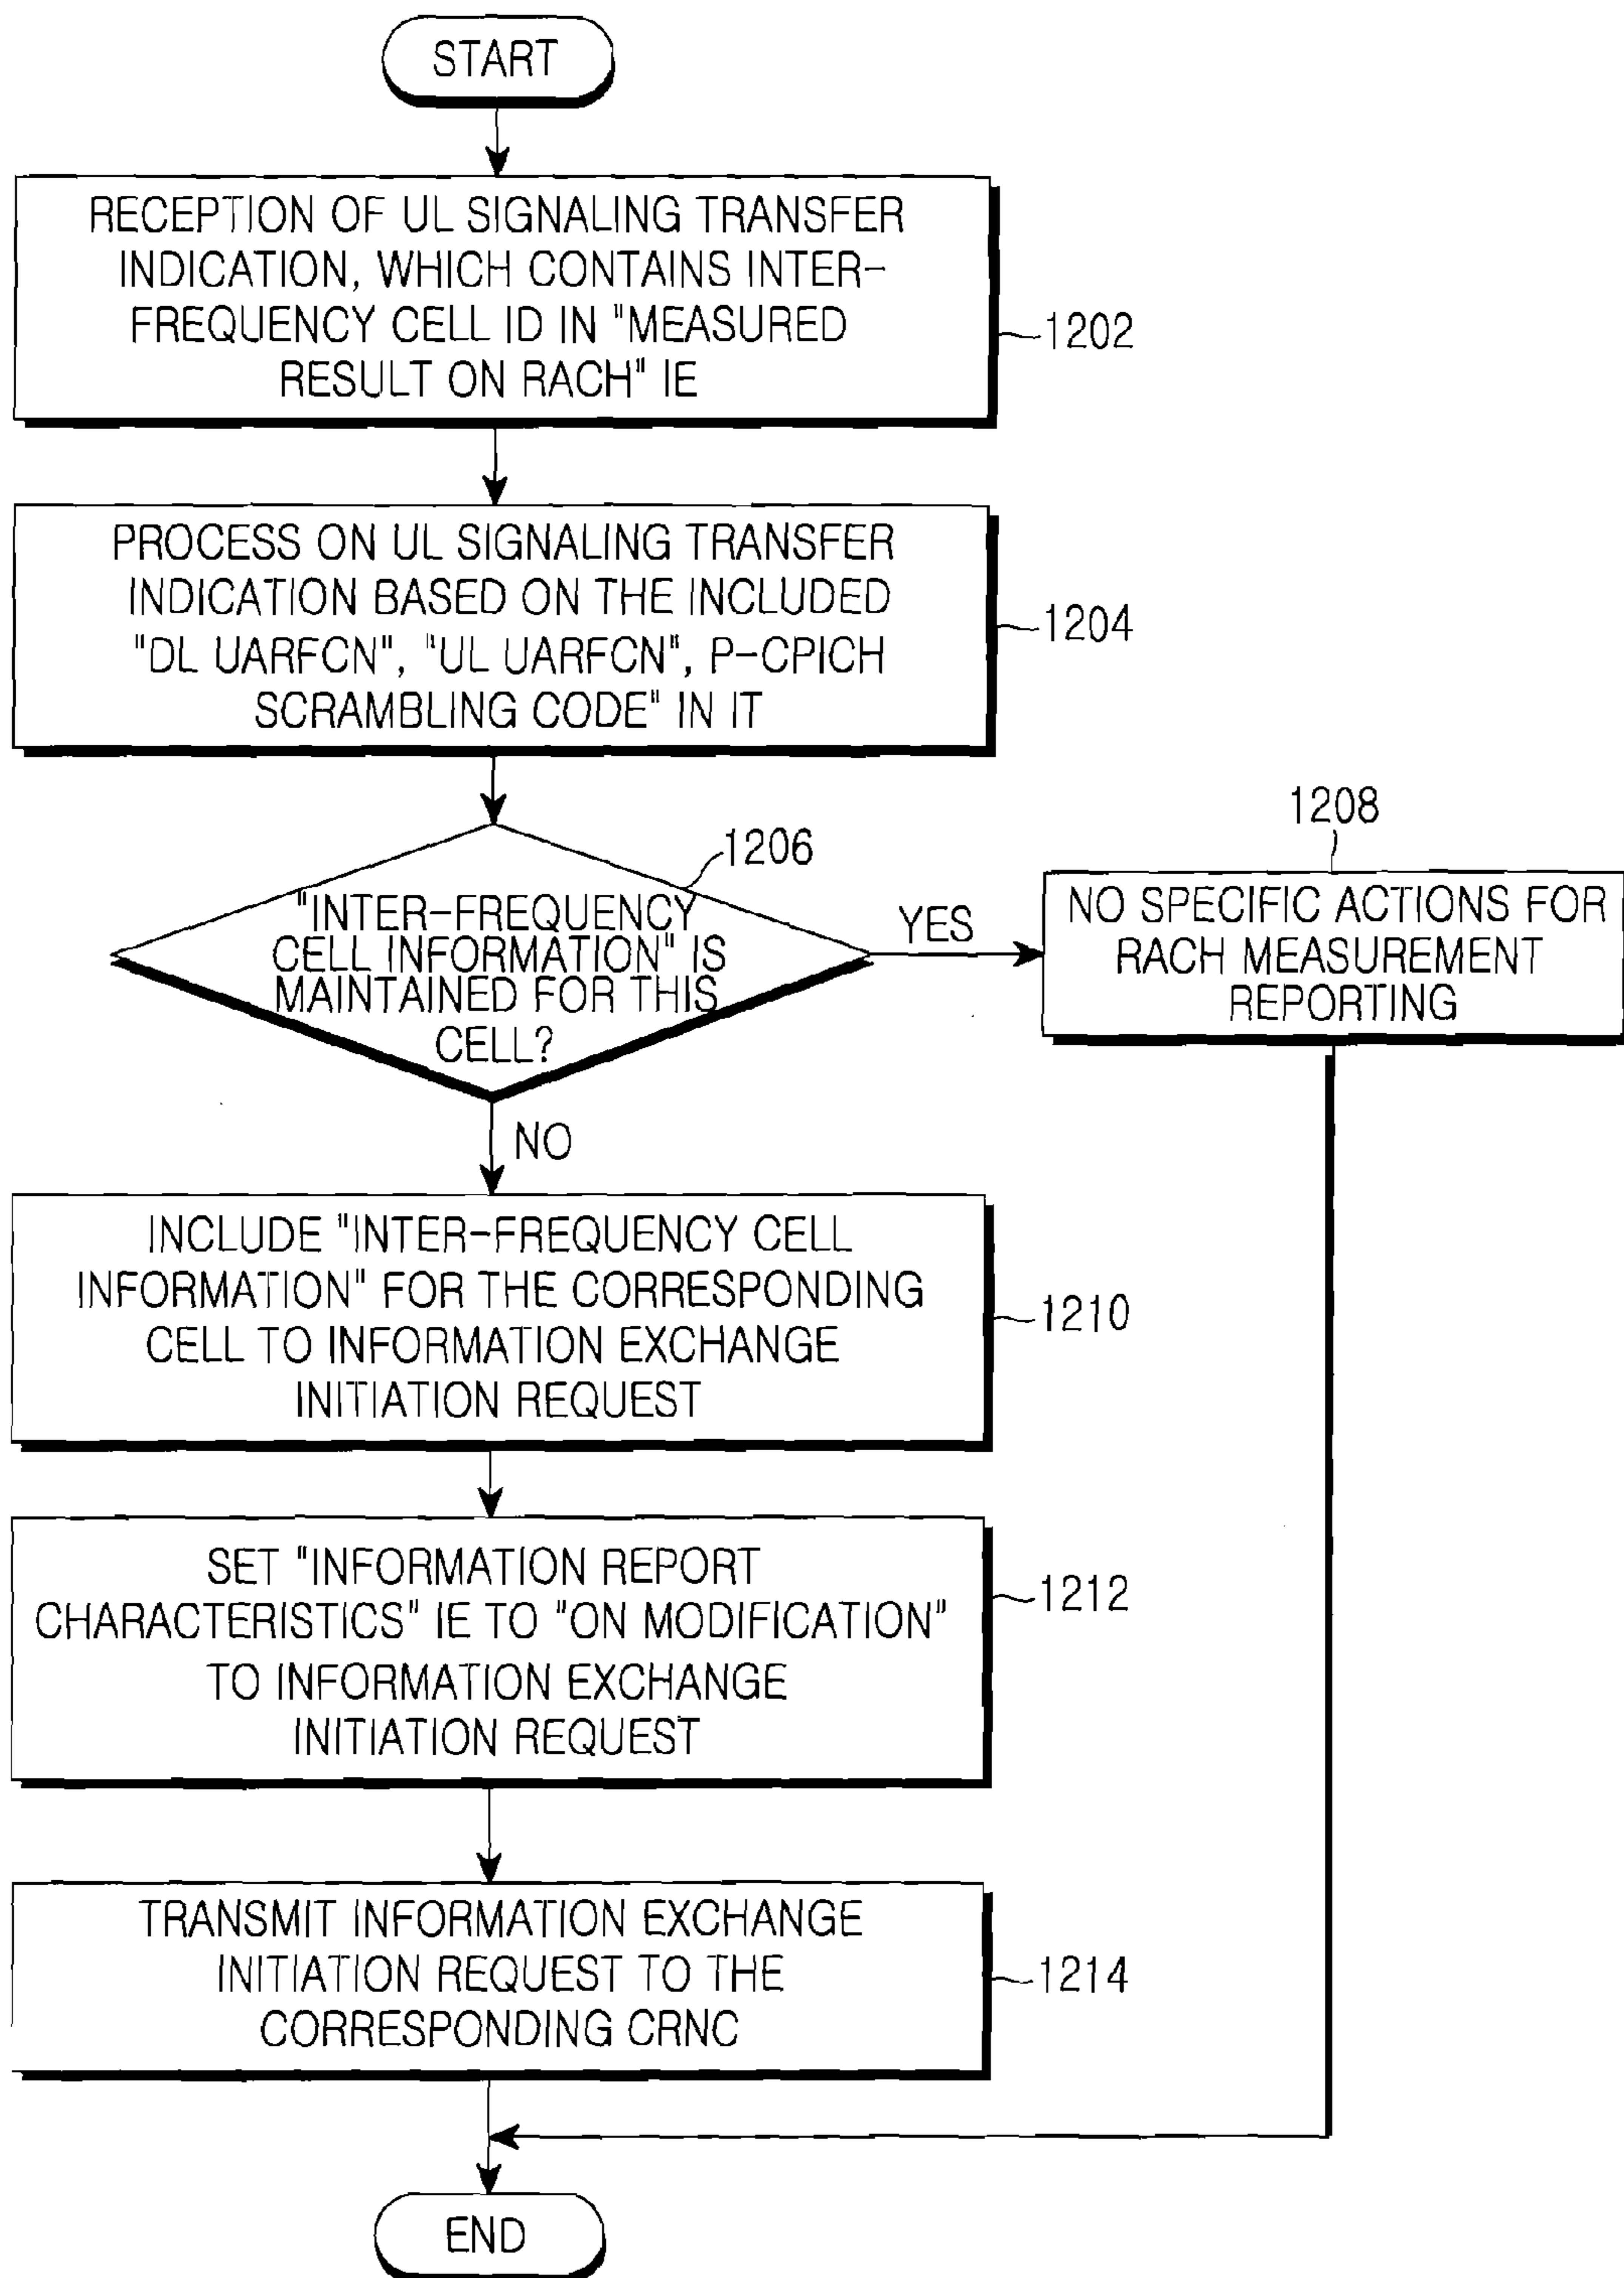 START
RECEPTION OF UL SIGNALING TRANSFER
INDICATION, WHICH CONTAINS INTER-
FREQUENCY CELL ID IN "MEASURED
RESULT ON RACH" IE
1202
PROCESS ON UL SIGNALING TRANSFER
INDICATION BASED ON THE INCLUDED
"DL UARFCN", "UL UARFCN", P-CPICH
SCRAMBLING CODE" IN IT
1204
1206
"INTER-FREQUENCY
CELL INFORMATION" IS
MAINTAINED FOR THIS
CELL?
YES
1208
NO SPECIFIC ACTIONS FOR
RACH MEASUREMENT
REPORTING
NO
INCLUDE "INTER-FREQUENCY CELL
INFORMATION" FOR THE CORRESPONDING
CELL TO INFORMATION EXCHANGE
INITIATION REQUEST
1210
SET "INFORMATION REPORT
CHARACTERISTICS" IE TO "ON MODIFICATION"
TO INFORMATION EXCHANGE
INITIATION REQUEST
1212
TRANSMIT INFORMATION EXCHANGE
INITIATION REQUEST TO THE
CORRESPONDING CRNC
1214
END